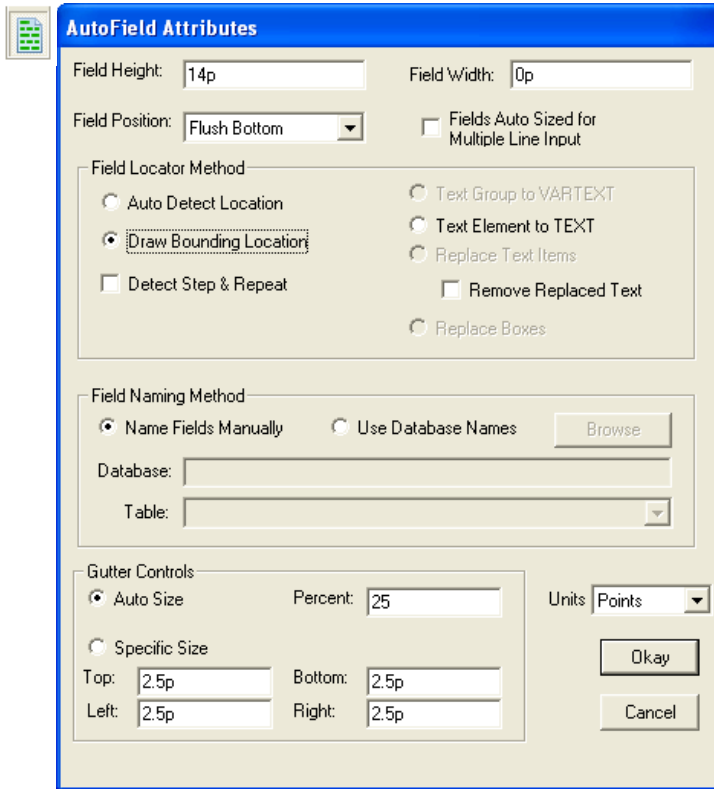 AutoField Attributes
Field Height: 14p Field Width: 0p
Field Position: Flush Bottom Fields Auto Sized for
Multiple Line Input
Field Locator Method
Auto Detect Location Text Group to VARTEXT
Text Element to TEXT
Draw Bounding Location Replace Text Items
Detect Step & Repeat Remove Replaced Text
Replace Boxes
Field Naming Method
Name Fields Manually Use Database Names Browse
Database:
Table:
Gutter Controls
Auto Size Percent: 25 Units Points
Specific Size Okay
Top: 2.5p Bottom: 2.5p
Left: 2.5p Right: 2.5p Cancel